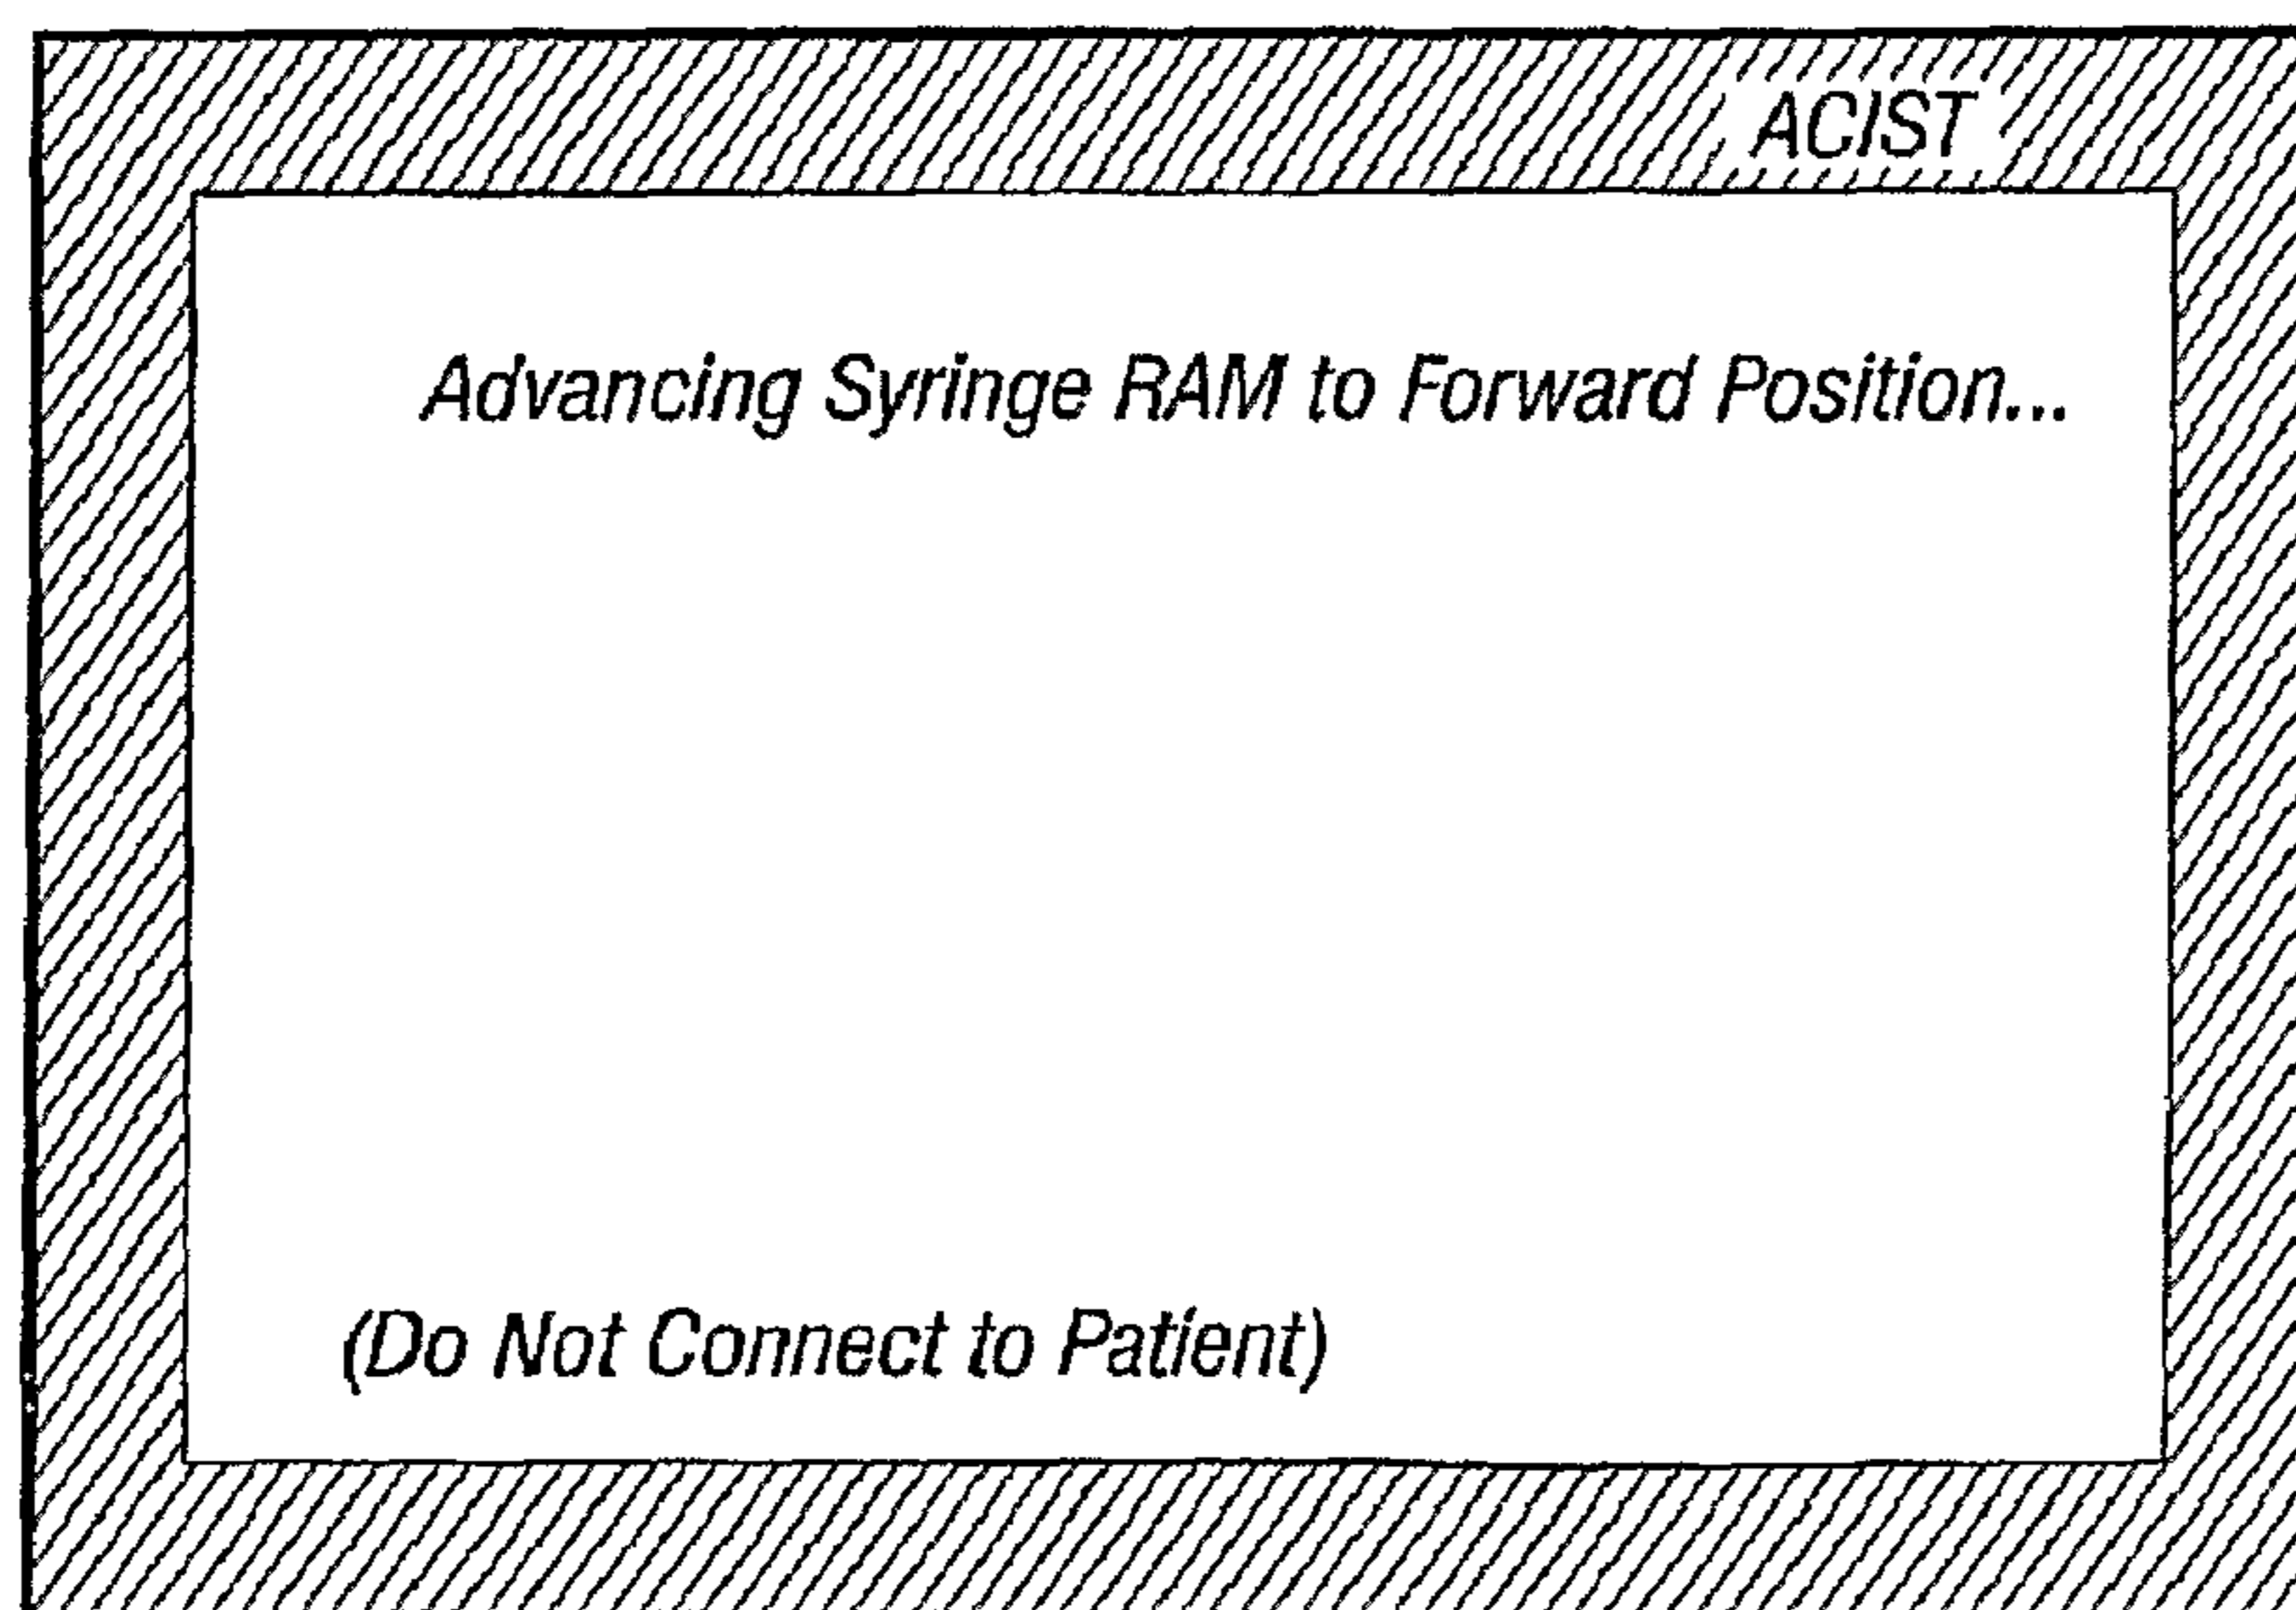 ACIST
Advancing Syringe RAM to Forward Position...
(Do Not Connect to Patient)